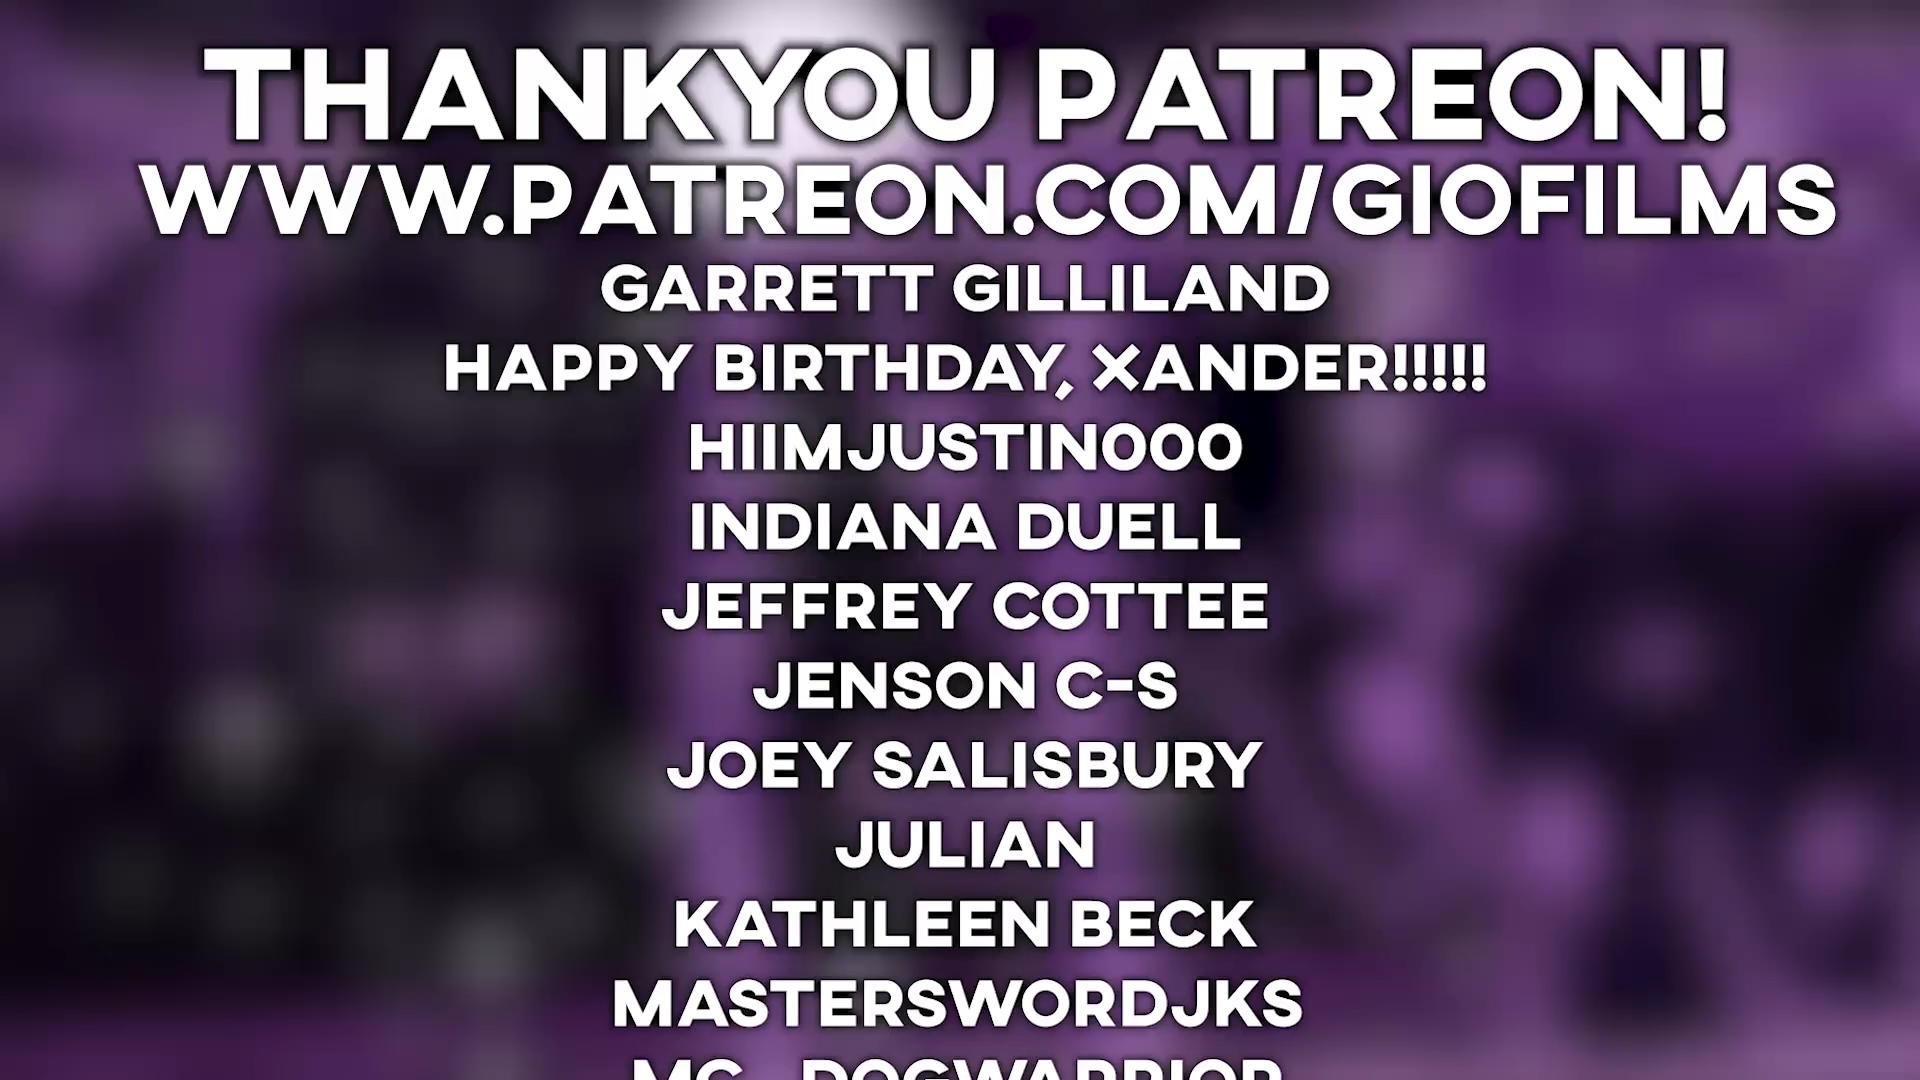 THANKYOU PATREON!
WWW.PATREON.COM/GIOFILMS
GARRETT GILLILAND
HAPPY BIRTHDAY, XANDER!!!!!
HIIMJUSTIN000
INDIANA DUELL
JEFFREY COTTEE
JENSON C-S
JOEY SALISBURY
JULIAN
KATHLEEN BECK
MASTERSWORDJKS